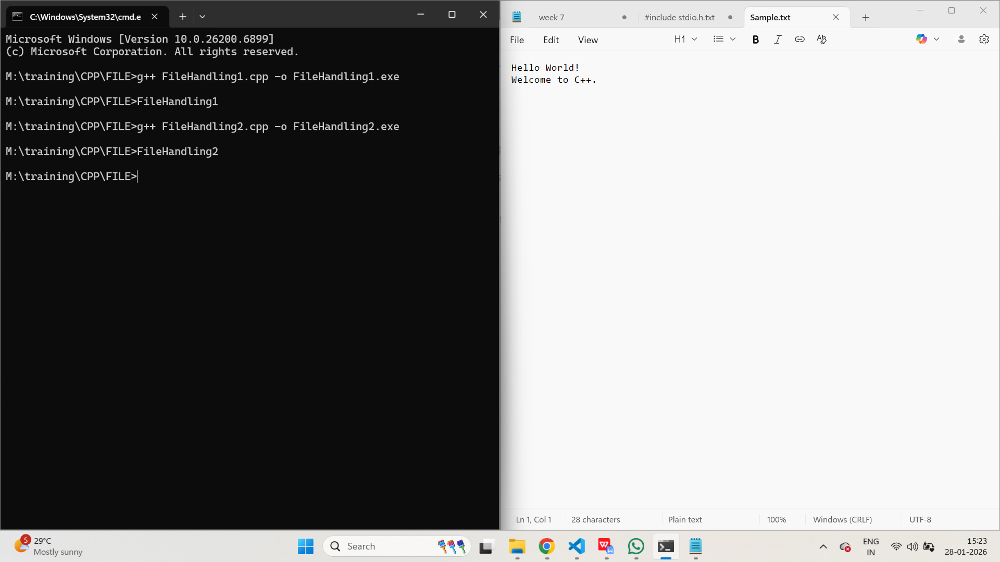 C:\Windows\System32\cmd.e
Microsoft Windows [Version 10.0.26200.6899]
(c) Microsoft Corporation. All rights reserved.
M:\training\CPP\FILE>g++ FileHandling1.cpp -o FileHandling1.exe
M:\training\CPP\FILE>FileHandling1
M:\training\CPP\FILE>g++ FileHandling2.cpp -o FileHandling2.exe
M:\training\CPP\FILE>FileHandling2
M:\training\CPP\FILE>
week 7
#include stdio.h.txt
Sample.txt
File Edit View H1 B I
Hello World!
Welcome to C++.
Ln 1, Col 1 28 characters Plain text 100% Windows (CRLF) UTF-8
5
29°C
Mostly sunny
Search
ENG
IN
15:23
28-01-2026